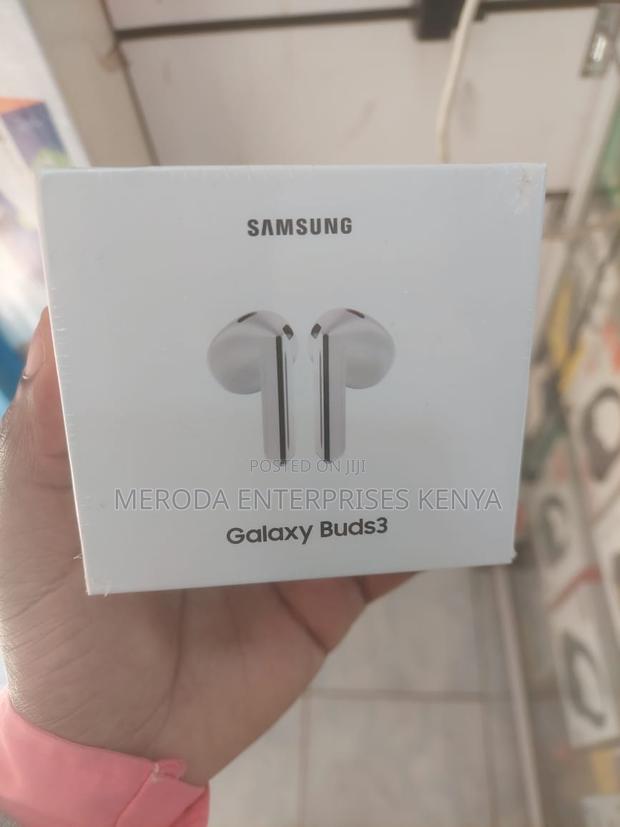 SAMSUNG
POSTED ON JIJI
MERODA ENTERPRISES KENYA
Galaxy Buds3